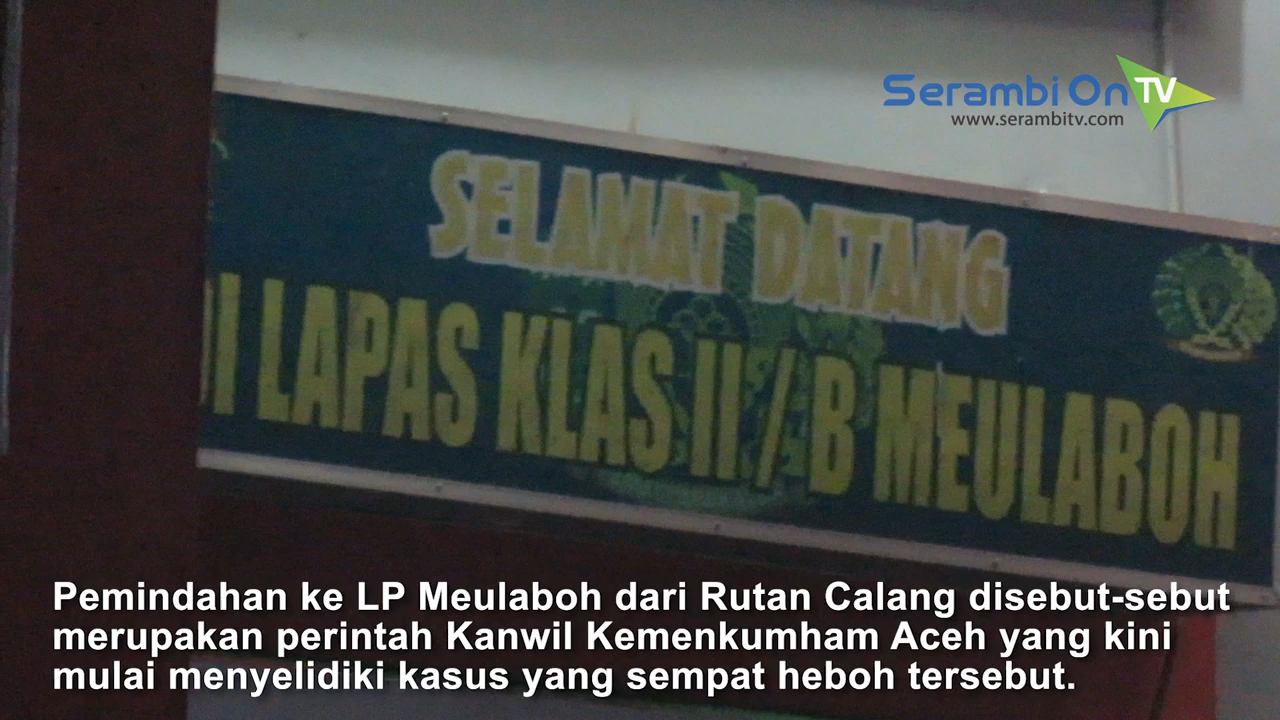 Serambi On TV
www.serambitv.com
SELAMAT DATANG
DI LAPAS KLAS II / B MEULABOH
Pemindahan ke LP Meulaboh dari Rutan Calang disebut-sebut
merupakan perintah Kanwil Kemenkumham Aceh yang kini
mulai menyelidiki kasus yang sempat heboh tersebut.